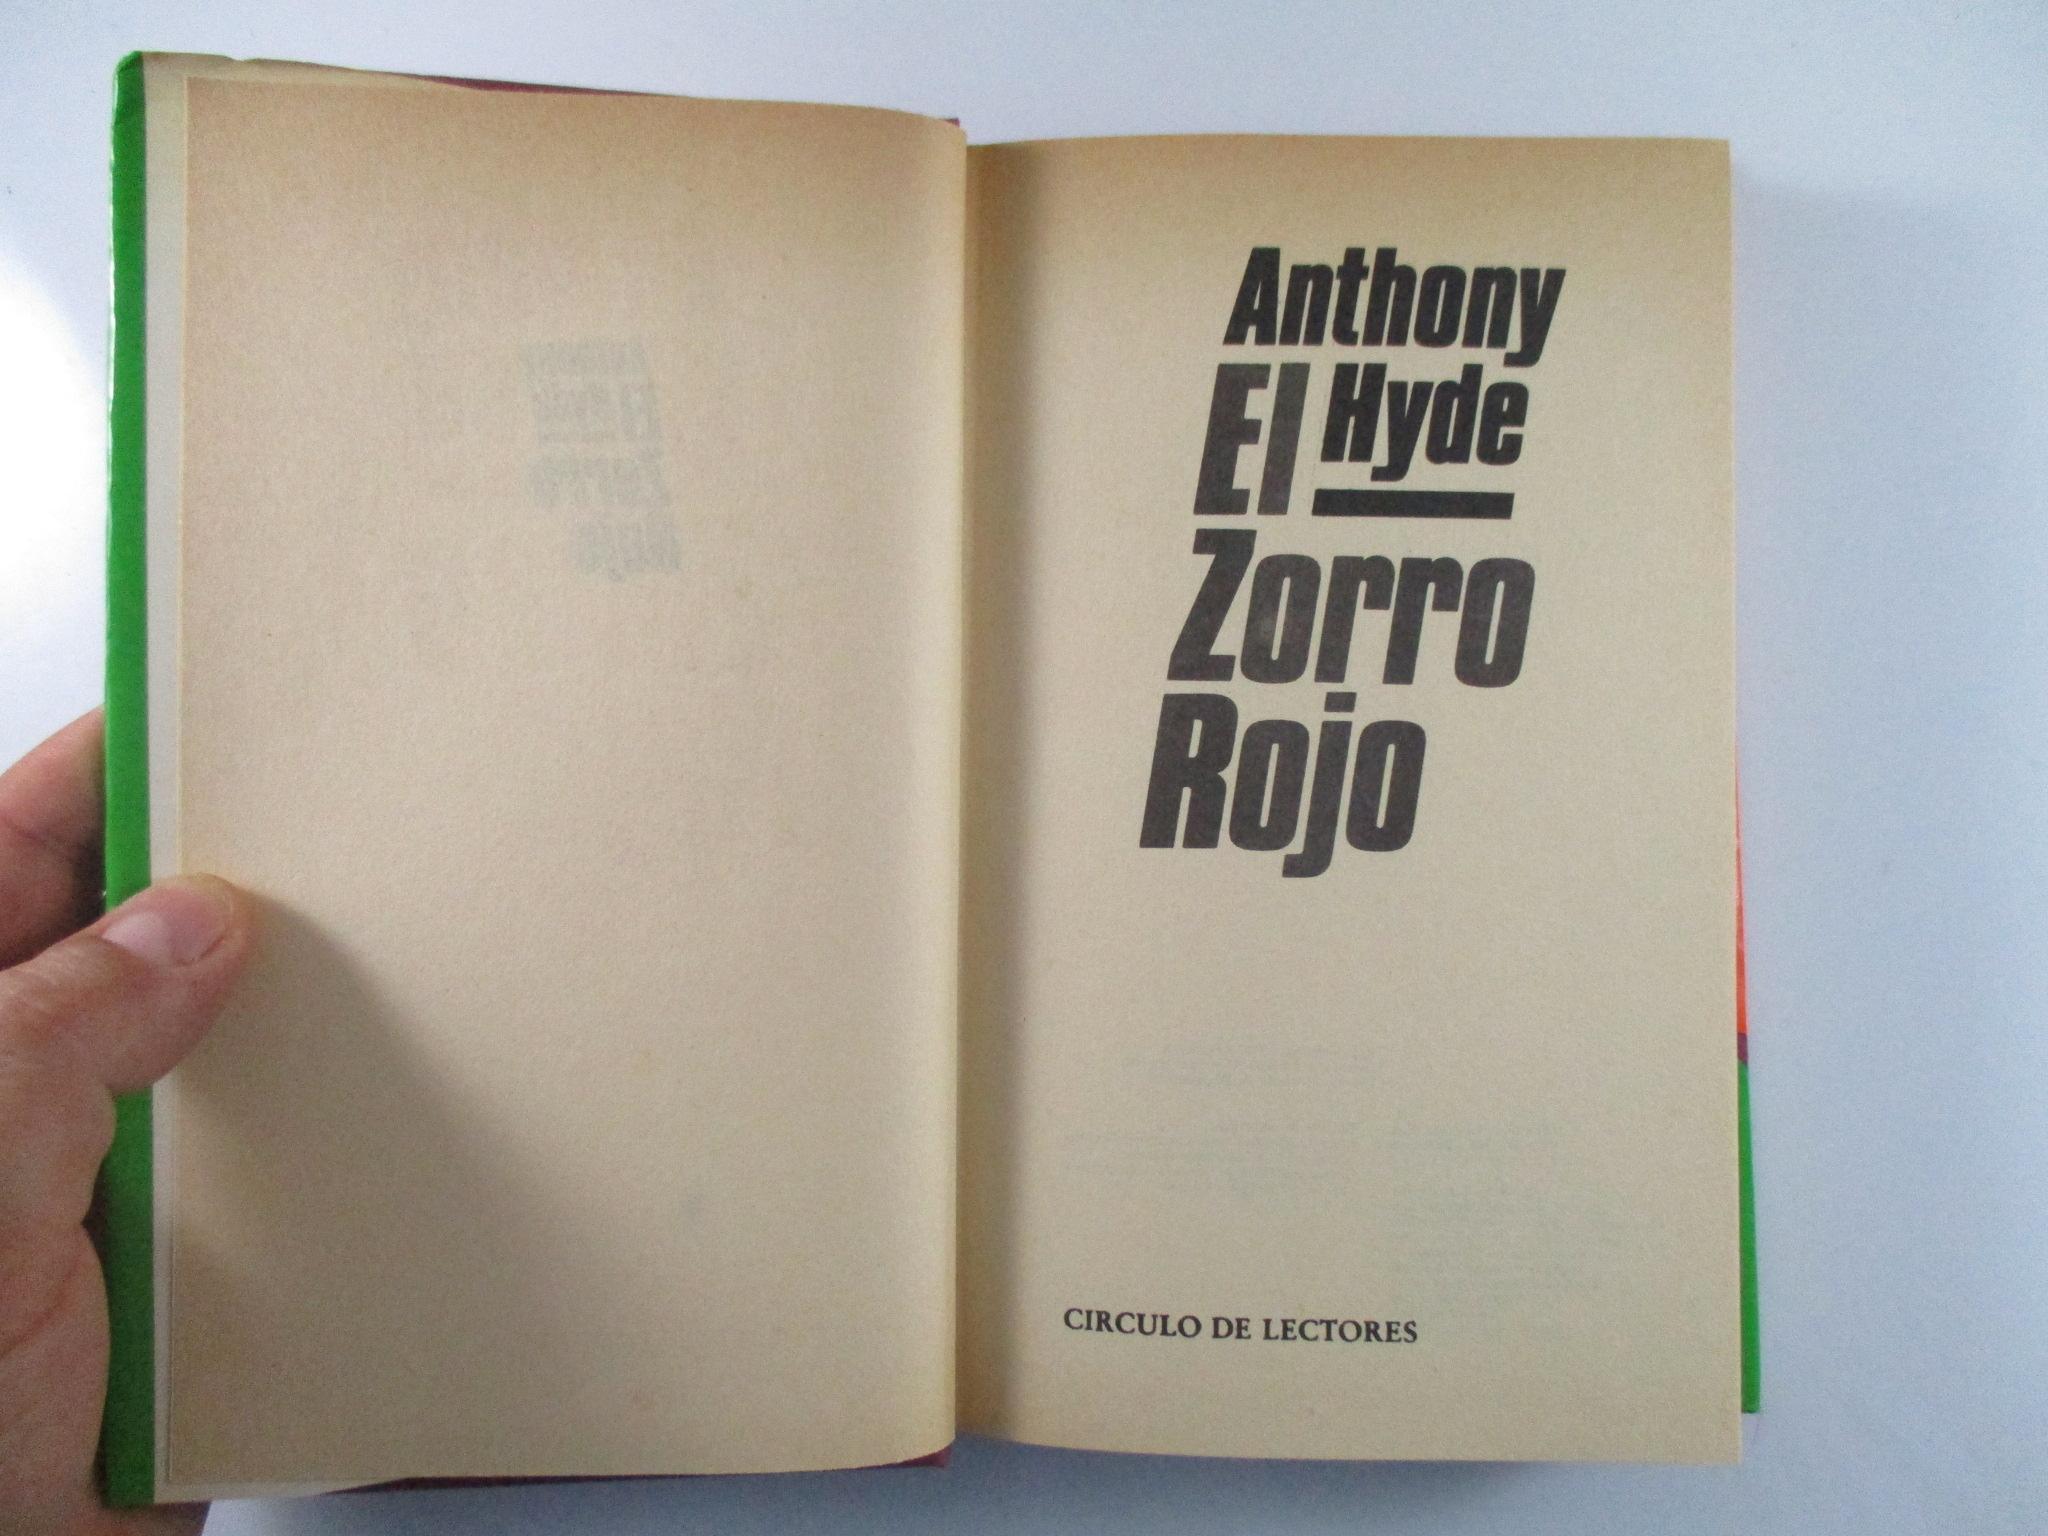 Anthony
El Hyde
Zorro
Rojo
CIRCULO DE LECTORES